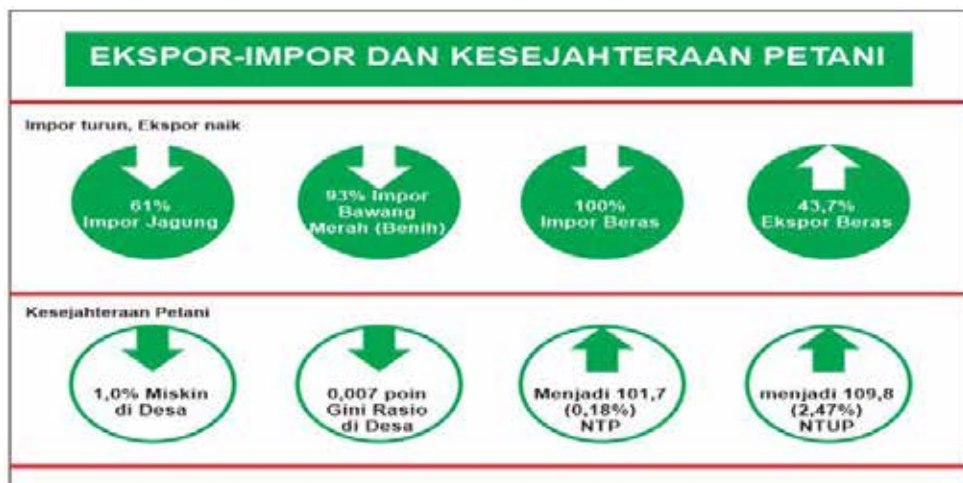 EKSPOR-IMPOR DAN KESEJAHTERAAN PETANI
Impor turun, Ekspor naik
61%
Impor Jagung
93% Impor
Bawang
Merah (Benih)
100%
Impor Beras
43,7%
Ekspor Beras
Kesejahteraan Petani
1,0% Miskin
di Desa
0,007 poin
Gini Rasio
di Desa
Menjadi 101,7
(0,18%)
NTP
menjadi 109,8
(2,47%)
NTUP